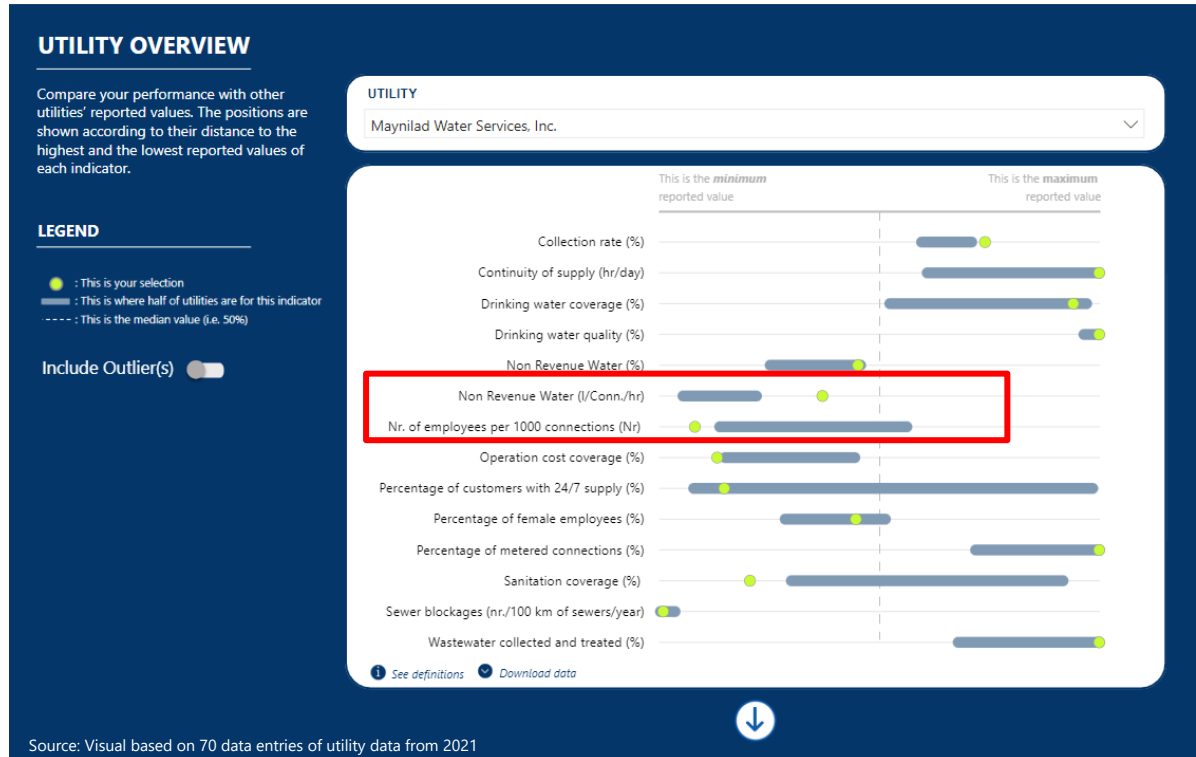 UTILITY OVERVIEW
Compare your performance with other
utilities' reported values. The positions are
shown according to their distance to the
highest and the lowest reported values of
each indicator.
LEGEND
: This is your selection
: This is where half of utilities are for this indicator
---- : This is the median value (i.e. 50%)
Include Outlier(s)
UTILITY
Maynilad Water Services, Inc.
This is the minimum
reported value
This is the maximum
reported value
Collection rate (%)
Continuity of supply (hr/day)
Drinking water coverage (%)
Drinking water quality (%)
Non Revenue Water (%)
Non Revenue Water (l/Conn./hr)
Nr. of employees per 1000 connections (Nr)
Operation cost coverage (%)
Percentage of customers with 24/7 supply (%)
Percentage of female employees (%)
Percentage of metered connections (%)
Sanitation coverage (%)
Sewer blockages (nr./100 km of sewers/year)
Wastewater collected and treated (%)
See definitions
Download data
Source: Visual based on 70 data entries of utility data from 2021